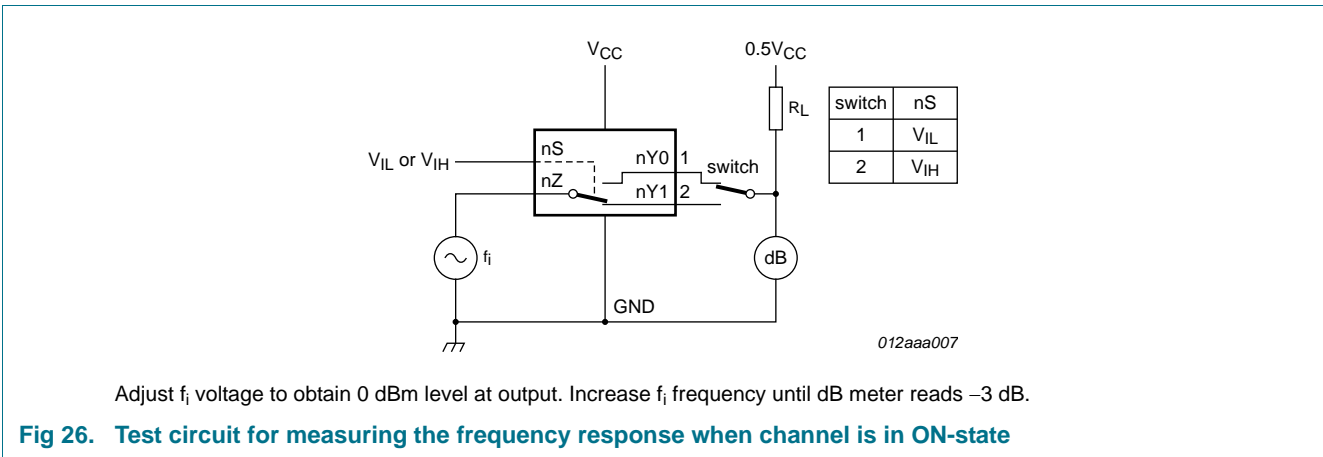 VCC 0.5VCC
RL
switch nS
1 VIL
2 VIH
VIL or VIH
nS
nZ
nY0 1
nY1 2
switch
fi
dB
GND
012aaa007
Adjust fi voltage to obtain 0 dBm level at output. Increase fi frequency until dB meter reads −3 dB.
Fig 26. Test circuit for measuring the frequency response when channel is in ON-state